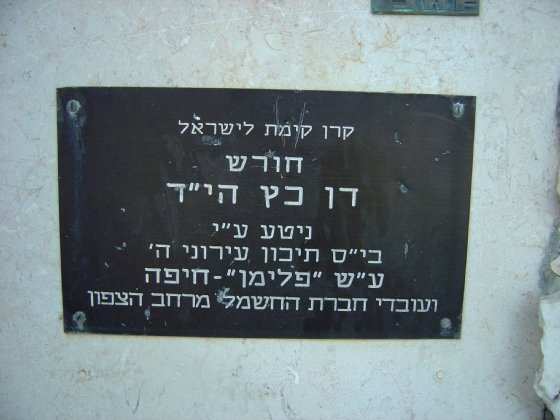 קרן קימת לישראל
חורש
דן כץ הי״ד
ניטע ע״י
בי״ס תיכון עירוני ה׳
ע״ש ״פלימן״-חיפה
ועובדי חברת החשמל מרחב הצפון